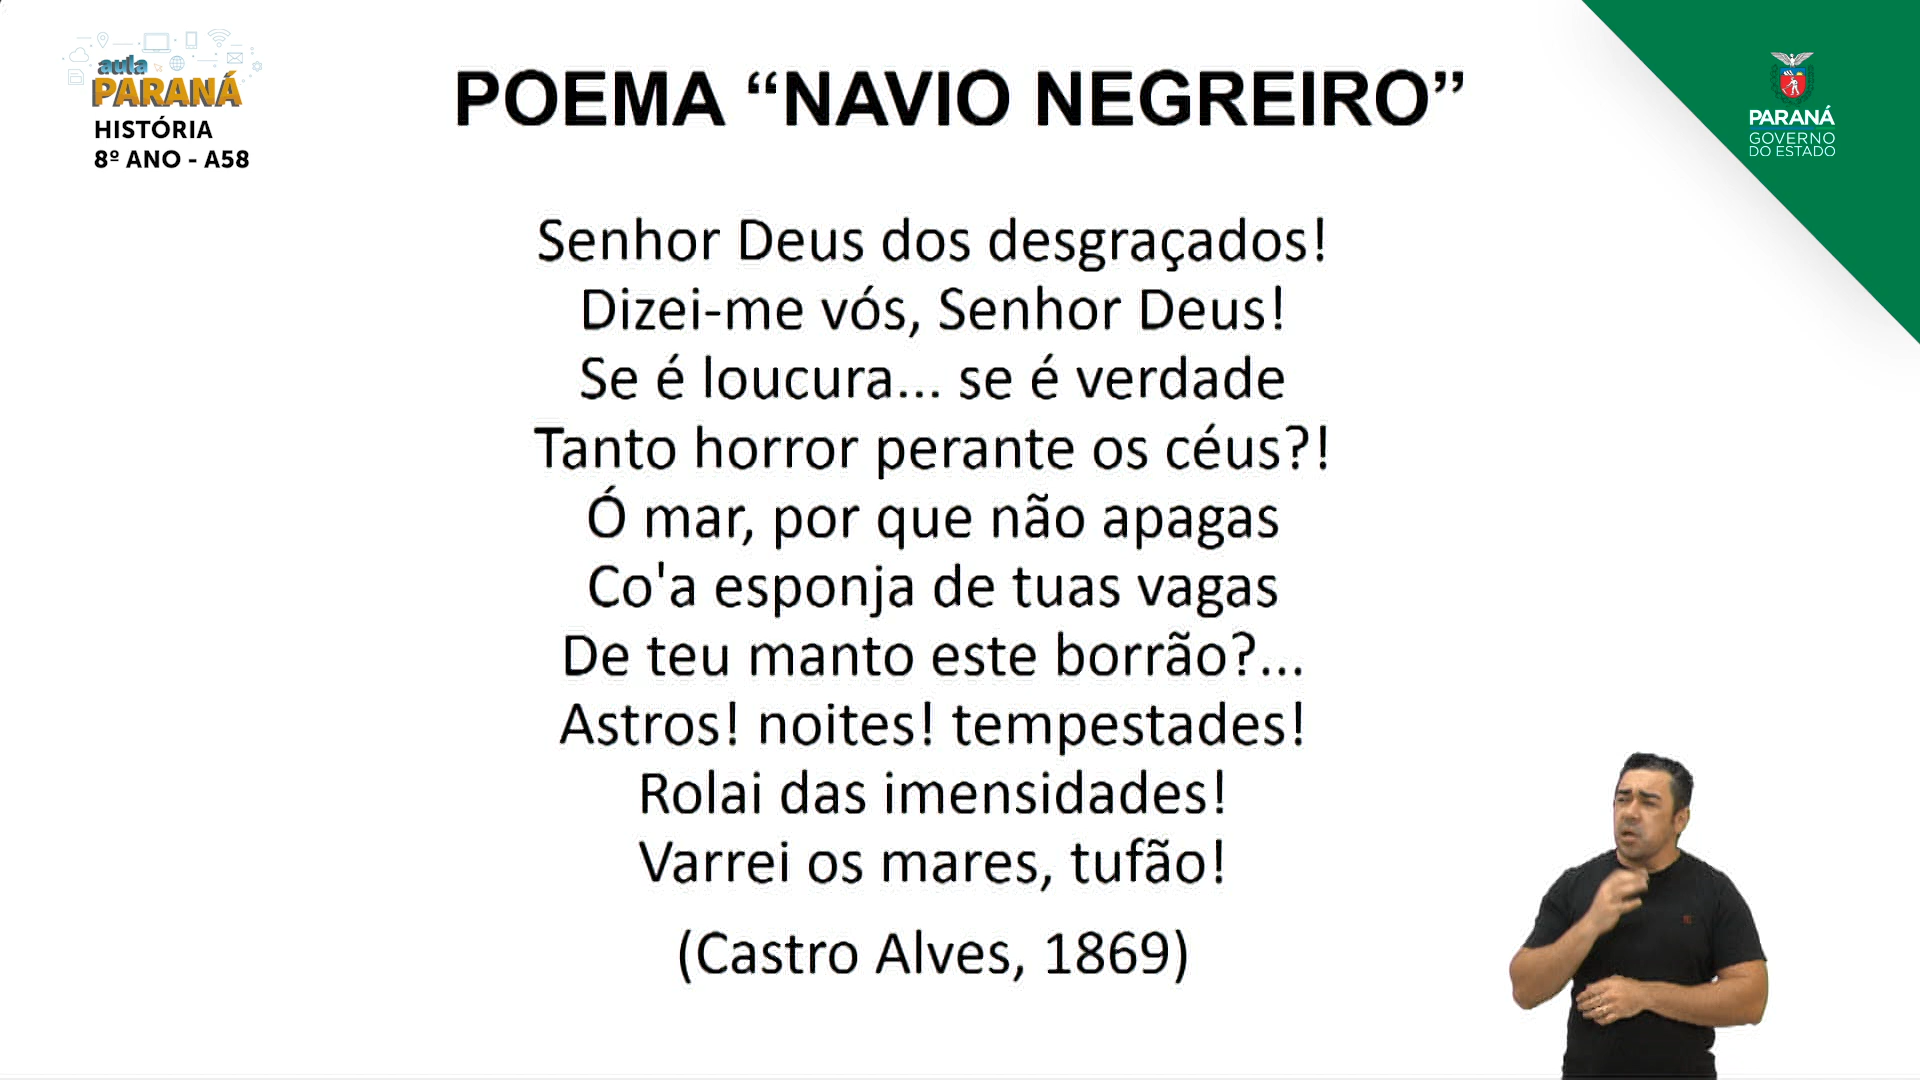 aula
PARANÁ
HISTÓRIA
8º ANO - A58
POEMA “NAVIO NEGREIRO”
PARANÁ
GOVERNO
DO ESTADO
Senhor Deus dos desgraçados!
Dizei-me vós, Senhor Deus!
Se é loucura... se é verdade
Tanto horror perante os céus?!
Ó mar, por que não apagas
Co'a esponja de tuas vagas
De teu manto este borrão?...
Astros! noites! tempestades!
Rolai das imensidades!
Varrei os mares, tufão!
(Castro Alves, 1869)